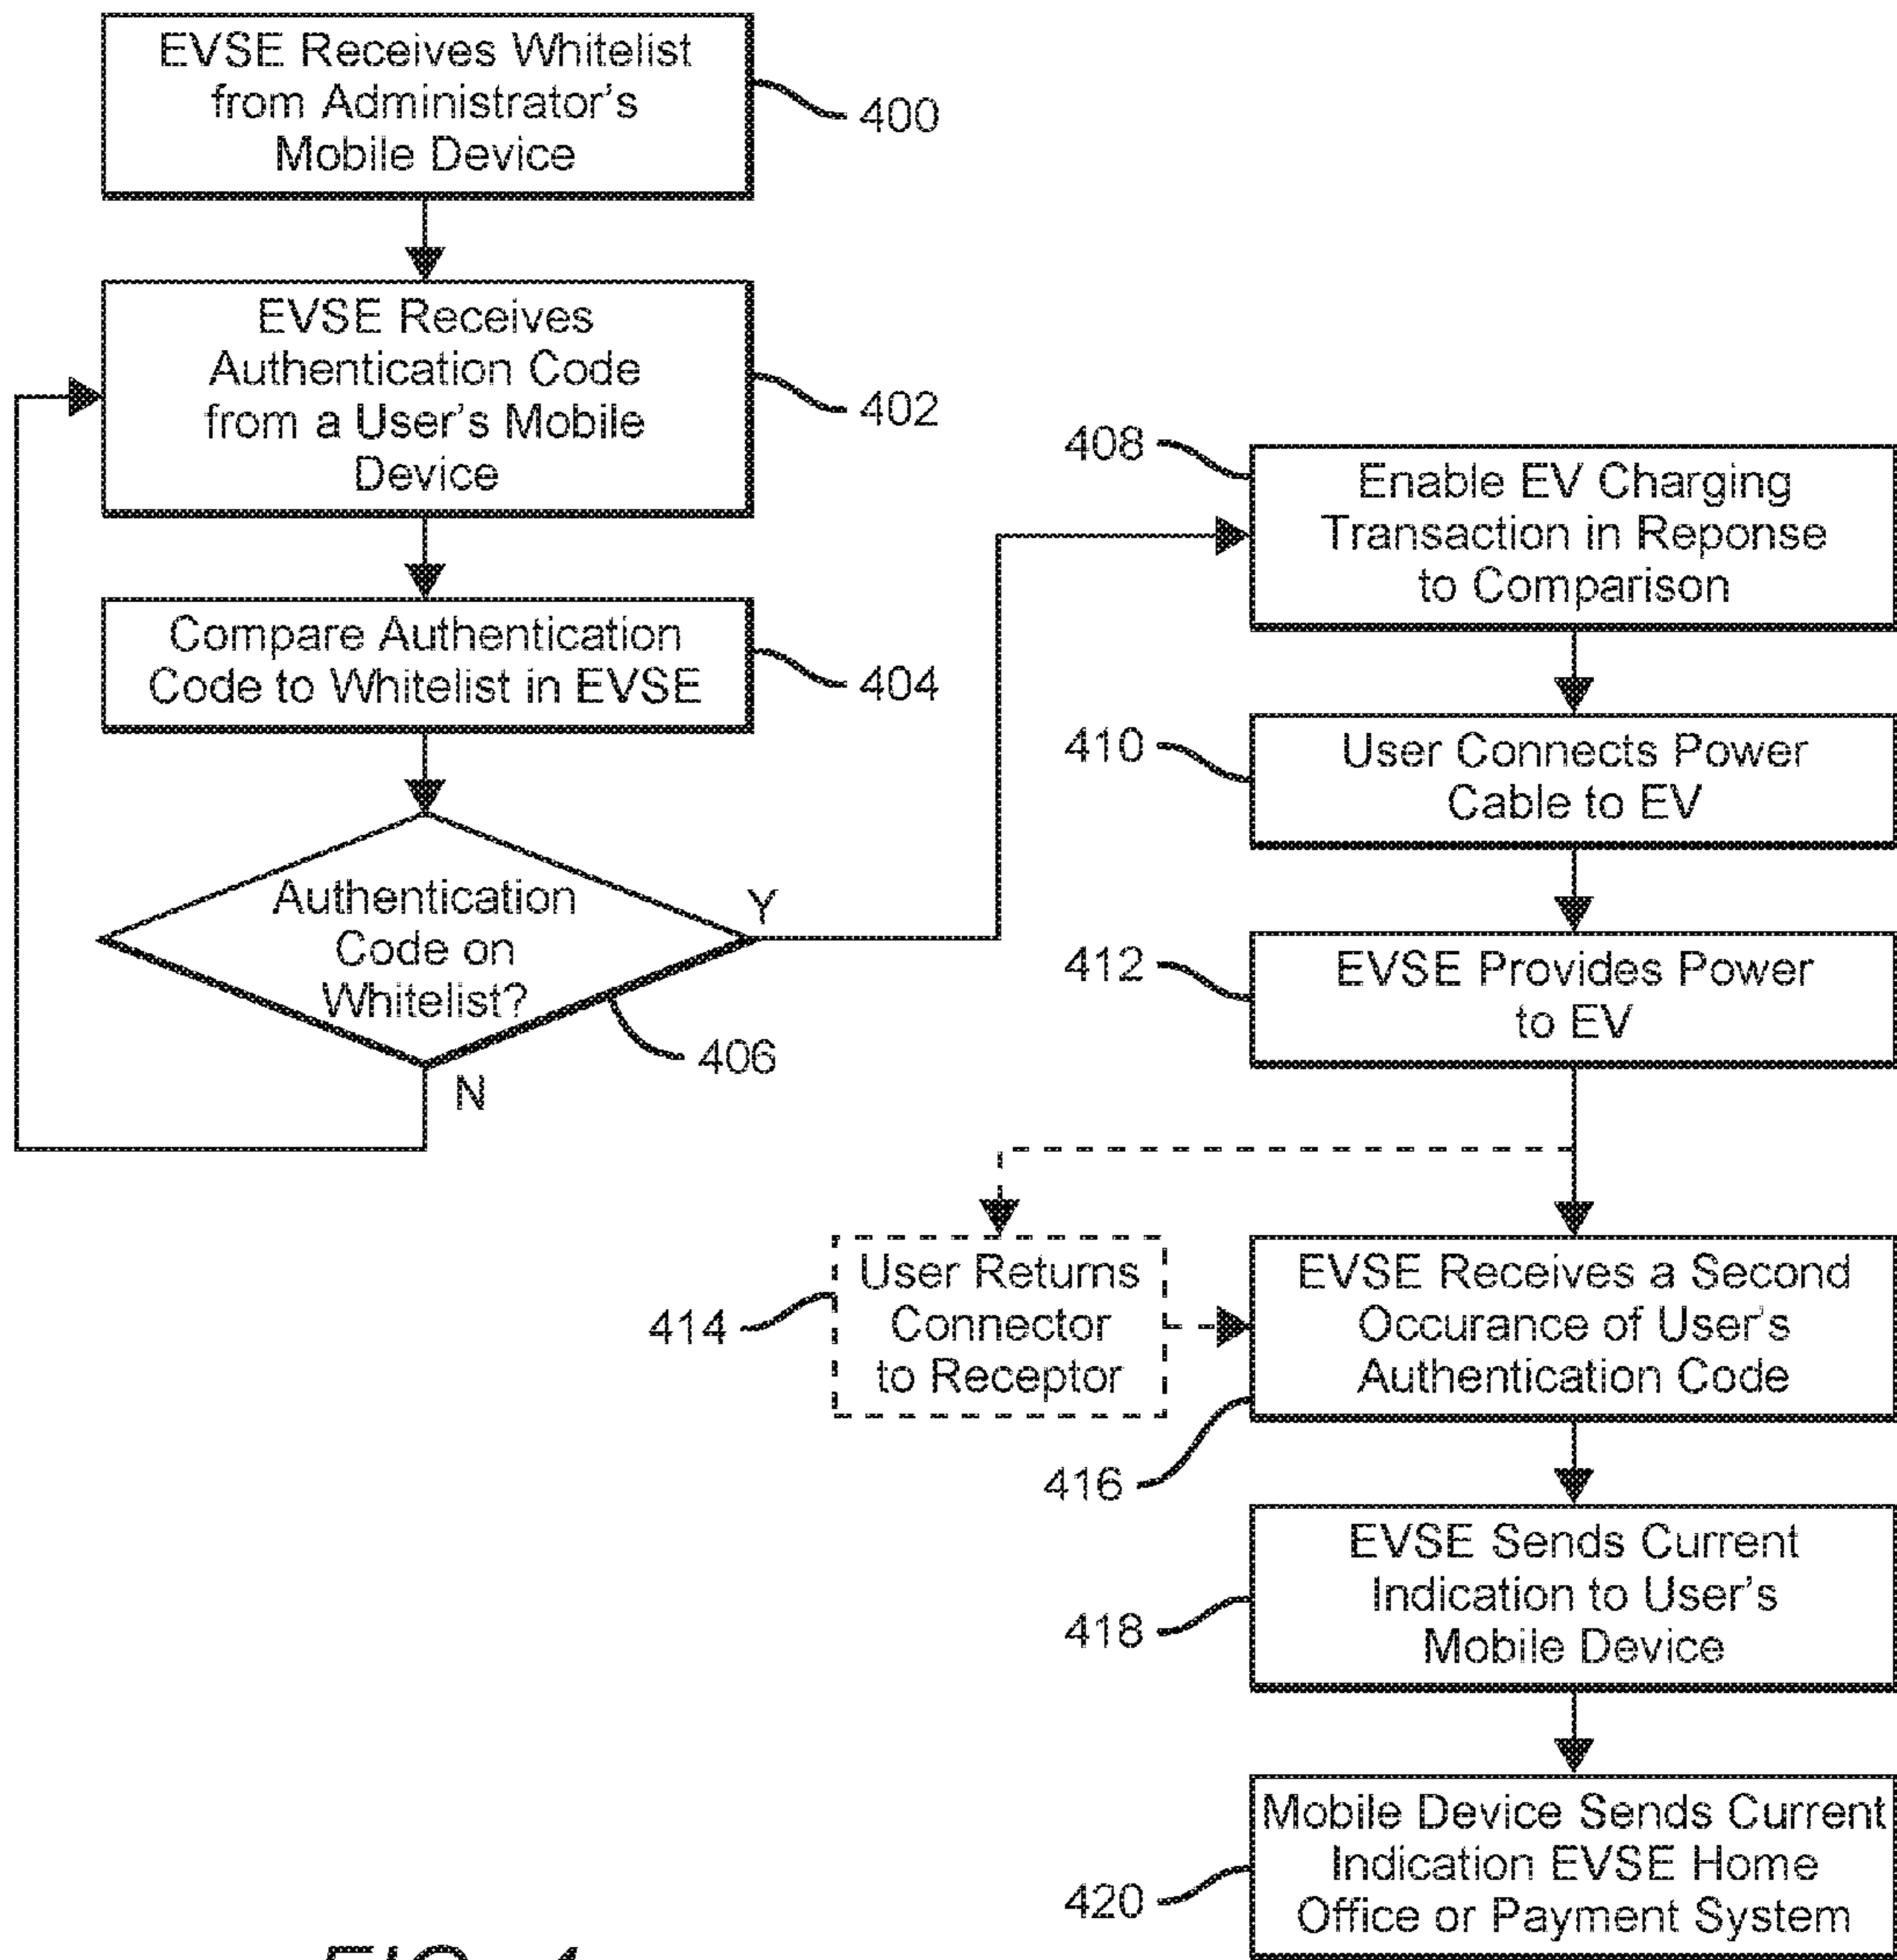 EVSE Receives Whitelist
from Administrator's
Mobile Device
400
EVSE Receives
Authentication Code
from a User's Mobile
Device
402
Compare Authentication
Code to Whitelist in EVSE
404
Authentication
Code on
Whitelist?
Y
N
406
408
Enable EV Charging
Transaction in Reponse
to Comparison
410
User Connects Power
Cable to EV
412
EVSE Provides Power
to EV
414
User Returns
Connector
to Receptor
416
EVSE Receives a Second
Occurance of User's
Authentication Code
418
EVSE Sends Current
Indication to User's
Mobile Device
420
Mobile Device Sends Current
Indication EVSE Home
Office or Payment System